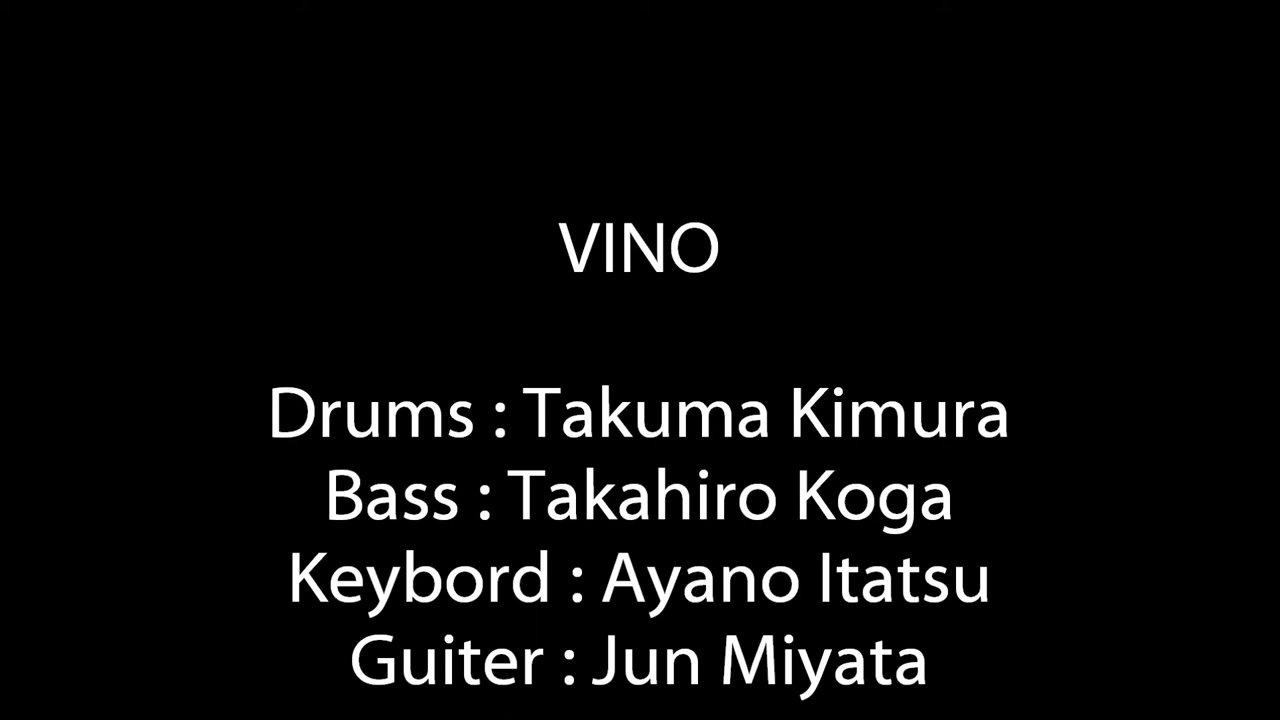 VINO
Drums : Takuma Kimura
Bass : Takahiro Koga
Keybord : Ayano Itatsu
Guiter : Jun Miyata